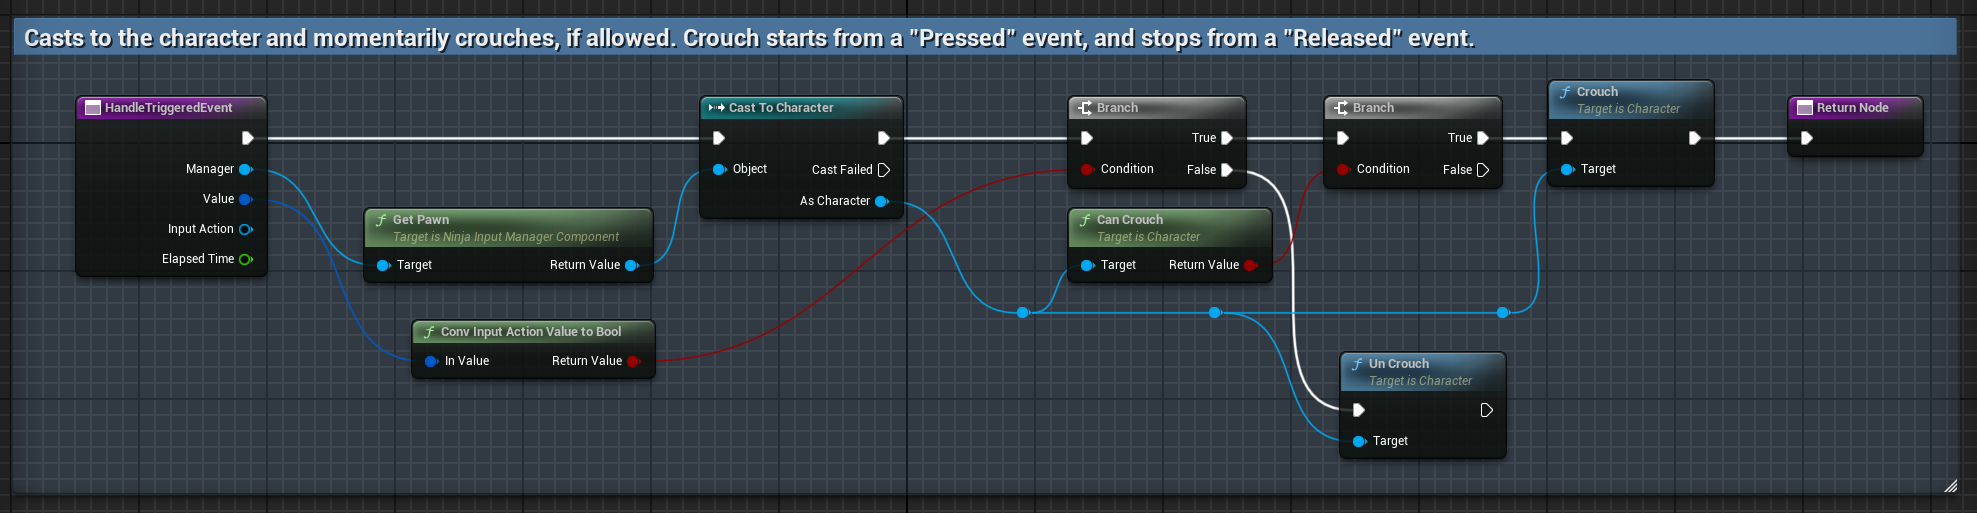 Casts to the character and momentarily crouches, if allowed. Crouch starts from a "Pressed" event, and stops from a "Released" event.
HandleTriggeredEvent
Manager
Value
Input Action
Elapsed Time
Get Pawn
Target is Ninja Input Manager Component
Target Return Value
Conv Input Action Value to Bool
In Value Return Value
Cast To Character
Object Cast Failed
As Character
Branch
True
Condition False
Can Crouch
Target is Character
Target Return Value
Branch
True
Condition False
Un Crouch
Target is Character
Target
Crouch
Target is Character
Target
Return Node